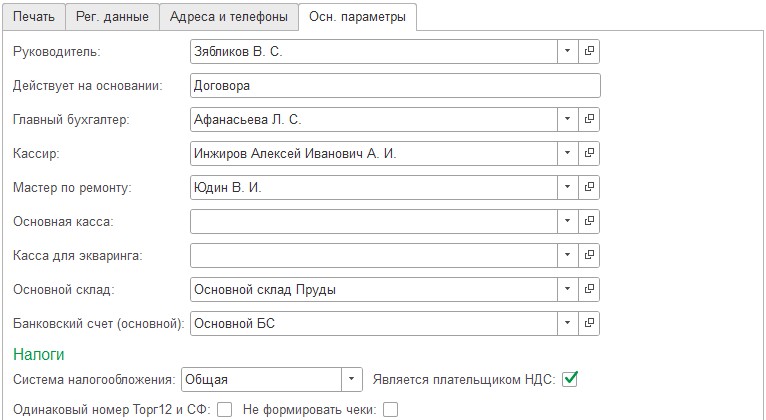 Печать Рег. данные Адреса и телефоны Осн. параметры
Руководитель: Зябликов В. С.
Действует на основании: Договора
Главный бухгалтер: Афанасьева Л. С.
Кассир: Инжиров Алексей Иванович А. И.
Мастер по ремонту: Юдин В. И.
Основная касса:
Касса для экваринга:
Основной склад: Основной склад Пруды
Банковский счет (основной): Основной БС
Налоги
Система налогообложения: Общая Является плательщиком НДС:
Одинаковый номер Торг12 и СФ: Не формировать чеки: